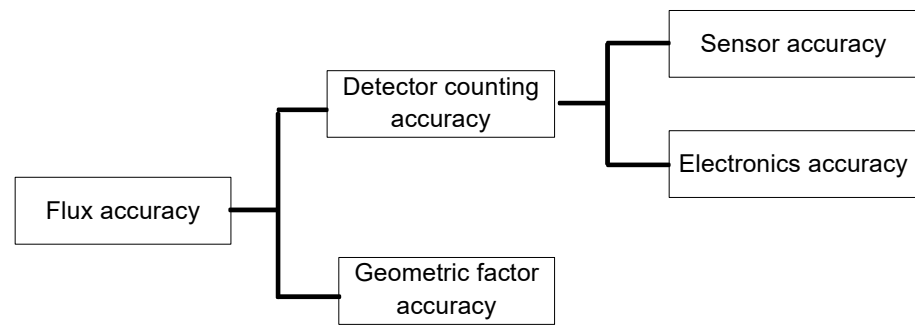 Sensor accuracy
Detector counting
accuracy
Electronics accuracy
Flux accuracy
Geometric factor
accuracy